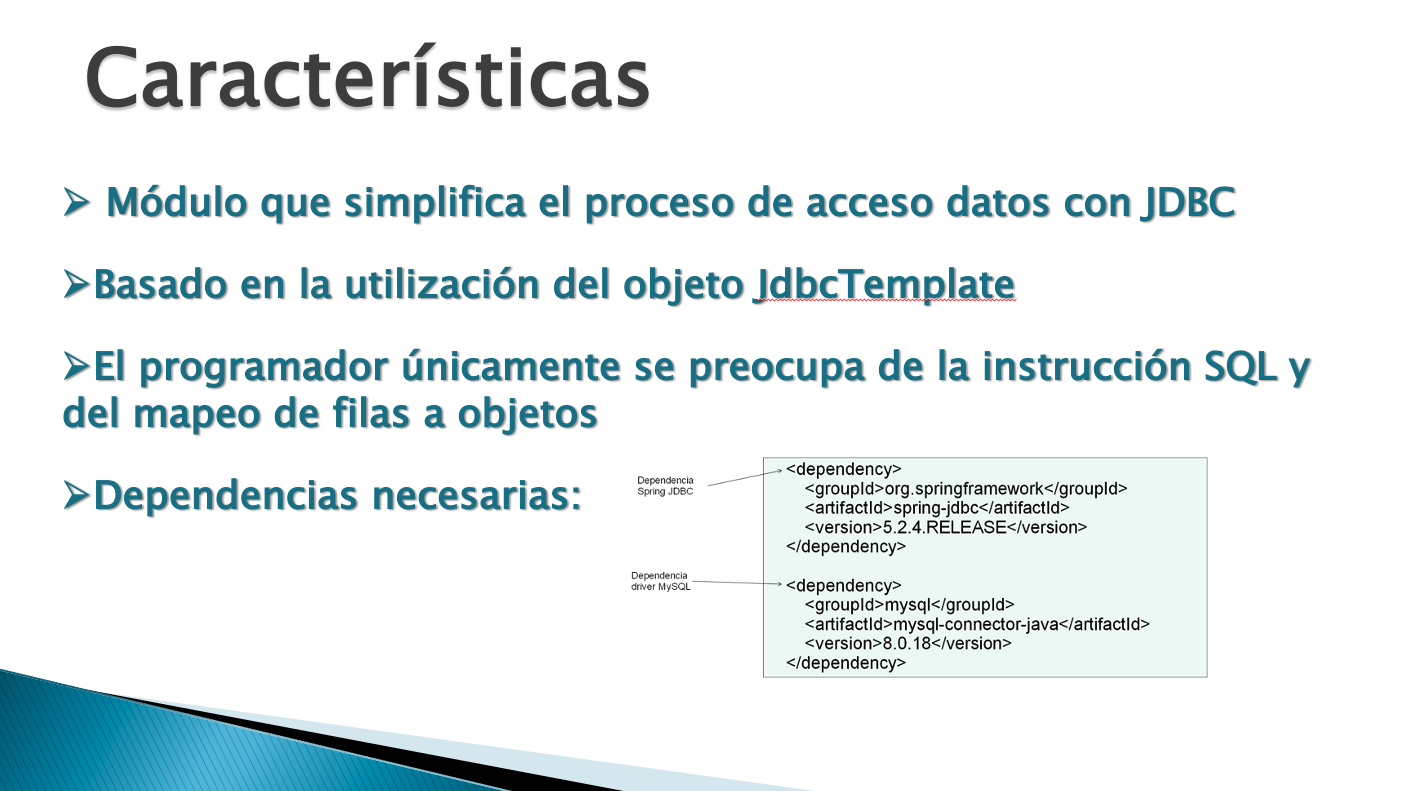 Características
Módulo que simplifica el proceso de acceso datos con JDBC
Basado en la utilización del objeto JdbcTemplate
El programador únicamente se preocupa de la instrucción SQL y
del mapeo de filas a objetos
Dependencias necesarias:
Dependencia
Spring JDBC
<dependency>
<groupId>org.springframework</groupId>
<artifactId>spring-jdbc</artifactId>
<version>5.2.4.RELEASE</version>
</dependency>
Dependencia
driver MySQL
<dependency>
<groupId>mysql</groupId>
<artifactId>mysql-connector-java</artifactId>
<version>8.0.18</version>
</dependency>